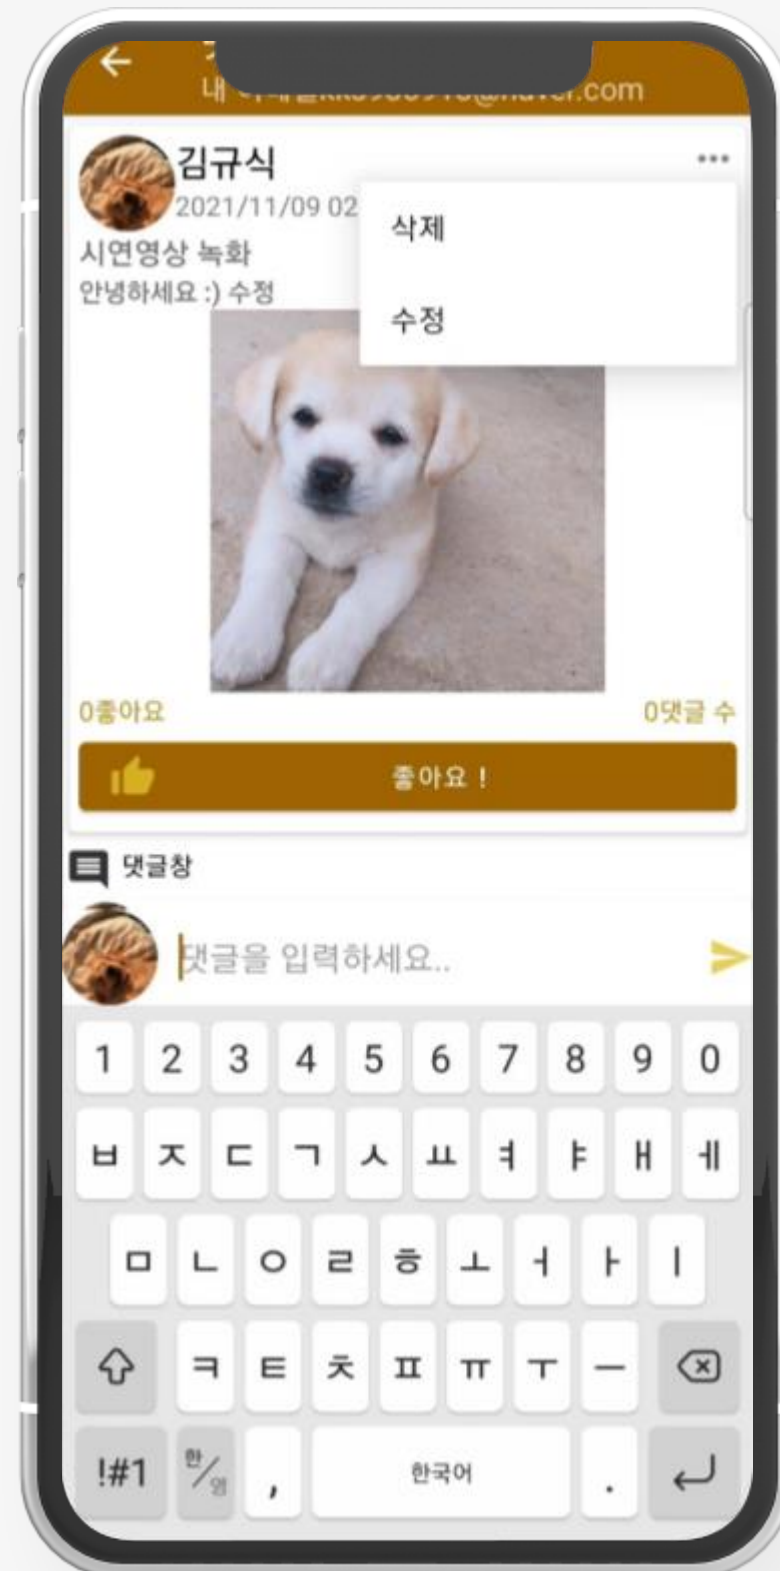 내
.com
김규식
2021/11/09 02
삭제
시연영상 녹화
안녕하세요 :) 수정
수정
0좋아요
0댓글 수
좋아요 !
댓글창
댓글을 입력하세요..
1 2 3 4 5 6 7 8 9 0
ㅂ ㅈ ㄷ ㄱ ㅅ ㅛ ㅕ ㅑ ㅐ ㅔ
ㅁ ㄴ ㅇ ㄹ ㅎ ㅗ ㅓ ㅏ ㅣ
ㅋ ㅌ ㅊ ㅍ ㅠ ㅜ ㅡ
!#1 한/영 , 한국어 .